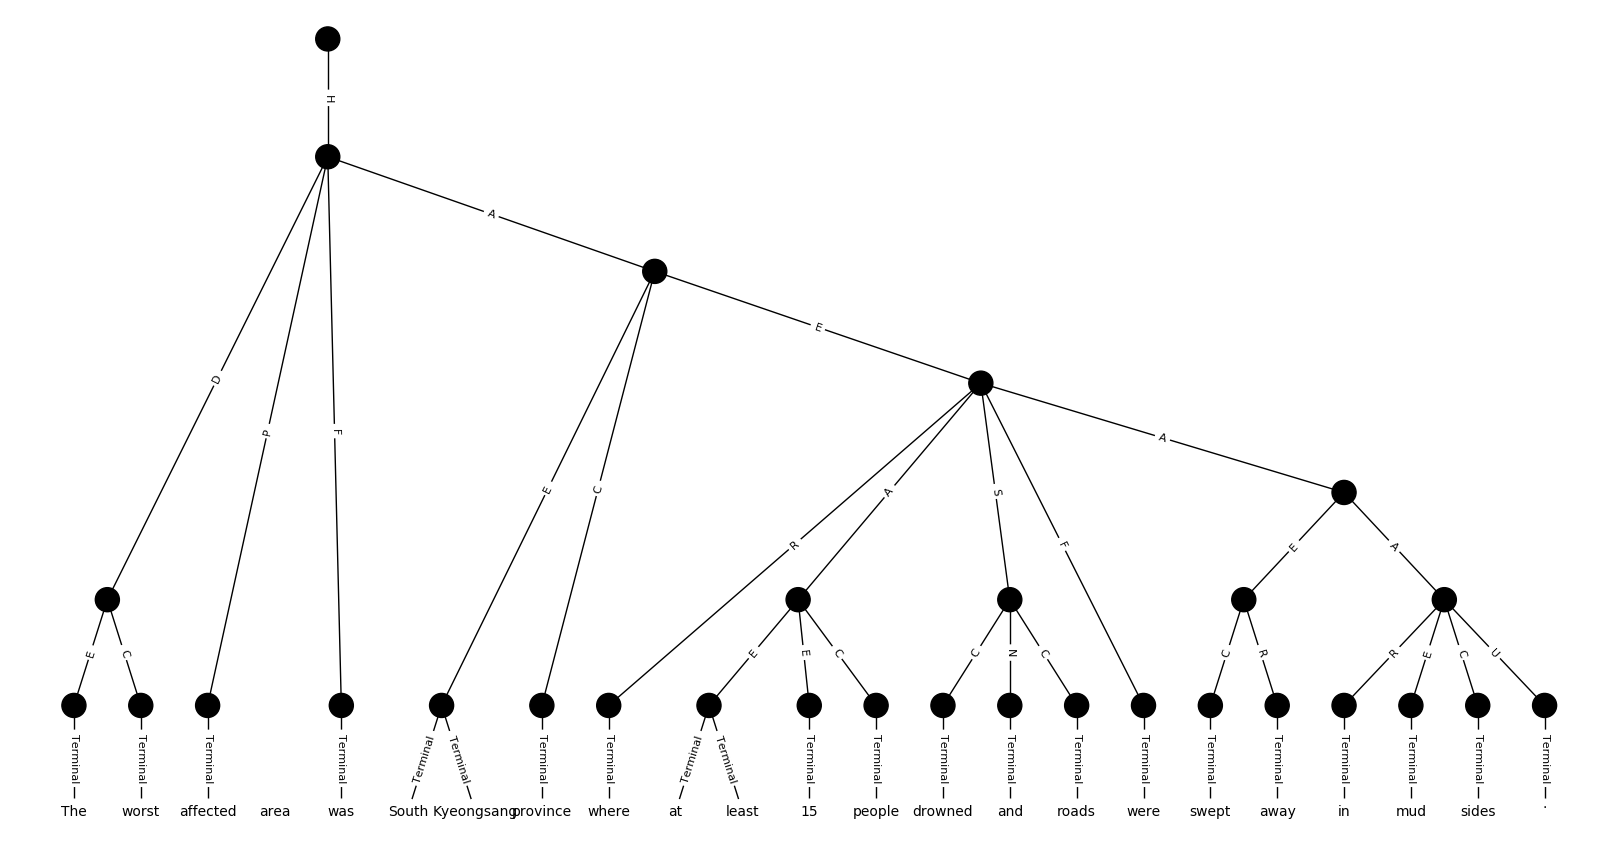 H
A
E
D
P
F
A
E
C
A
S
R
F
E
A
E
C
E
E
C
C
N
C
C
R
R
E
C
U
Terminal Terminal Terminal Terminal Terminal Terminal Terminal Terminal Terminal Terminal Terminal Terminal Terminal Terminal Terminal Terminal Terminal Terminal Terminal Terminal Terminal Terminal
The worst affected area was South Kyeongsang province where at least 15 people drowned and roads were swept away in mud sides .